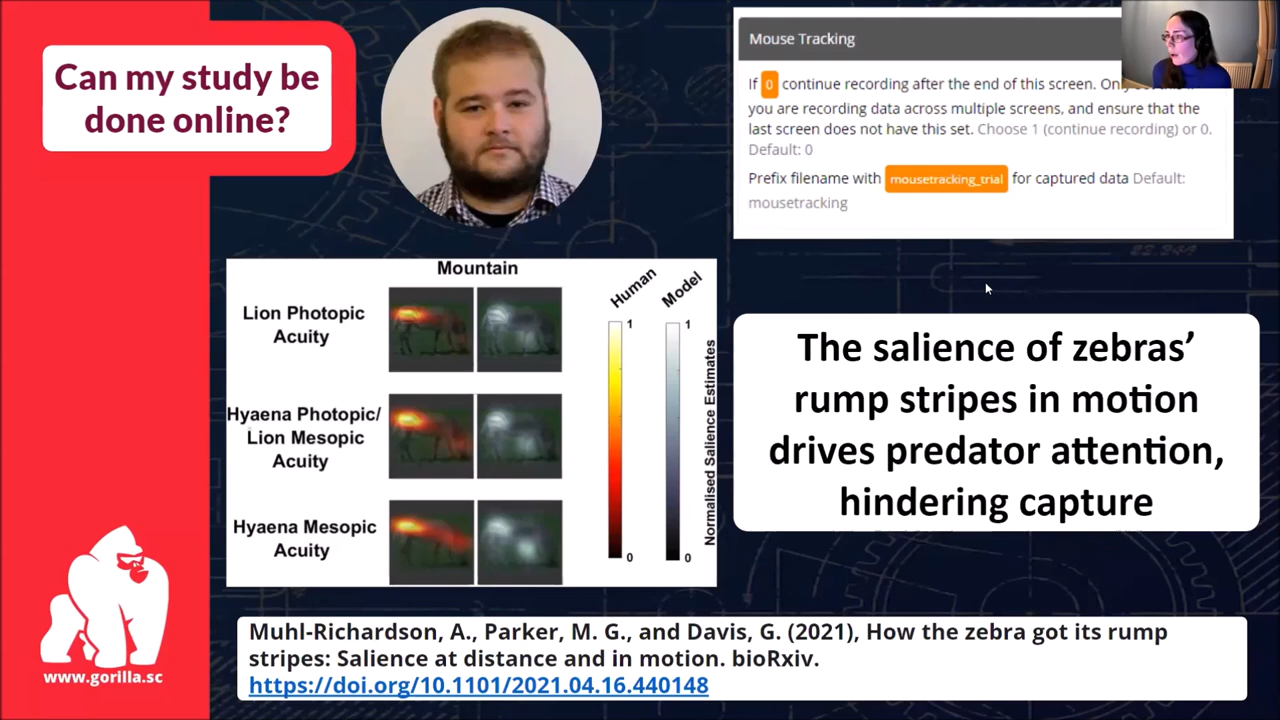 Can my study be
done online?
Mouse Tracking
If 0 continue recording after the end of this screen. Only
you are recording data across multiple screens, and ensure that the
last screen does not have this set. Choose 1 (continue recording) or 0.
Default: 0
Prefix filename with mousetracking_trial for captured data Default:
mousetracking
Mountain
Lion Photopic
Acuity
Hyaena Photopic/
Lion Mesopic
Acuity
Hyaena Mesopic
Acuity
Human
Model
1
1
0
0
Normalised Salience Estimates
The salience of zebras’
rump stripes in motion
drives predator attention,
hindering capture
Muhl-Richardson, A., Parker, M. G., and Davis, G. (2021), How the zebra got its rump
stripes: Salience at distance and in motion. bioRxiv.
https://doi.org/10.1101/2021.04.16.440148
www.gorilla.sc